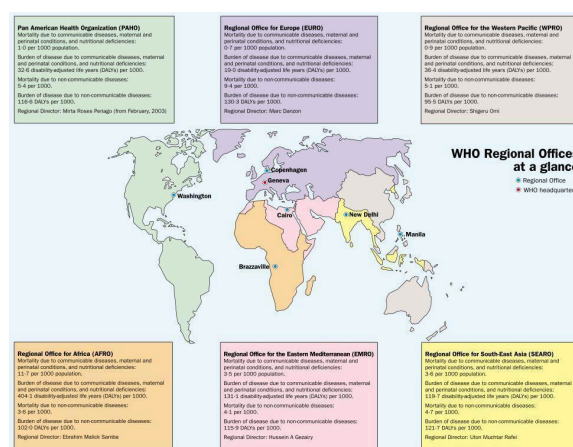 Pan American Health Organization (PAHO)
Mortality due to communicable diseases, maternal and
perinatal conditions, and nutritional deficiencies:
1·0 per 1000 population.
Burden of disease due to communicable diseases, maternal
and perinatal conditions, and nutritional deficiencies:
32·6 disability-adjusted life years (DALYs) per 1000.
Mortality due to non-communicable diseases:
5·4 per 1000.
Burden of disease due to non-communicable diseases:
116·6 DALYs per 1000.
Regional Director: Mirta Roses Periago (from February, 2003)
Regional Office for Europe (EURO)
Mortality due to communicable diseases, maternal and
perinatal conditions, and nutritional deficiencies:
0·7 per 1000 population.
Burden of disease due to communicable diseases, maternal
and perinatal conditions, and nutritional deficiencies:
19·0 disability-adjusted life years (DALYs) per 1000.
Mortality due to non-communicable diseases:
9·4 per 1000.
Burden of disease due to non-communicable diseases:
130·3 DALYs per 1000.
Regional Director: Marc Danzon
Regional Office for the Western Pacific (WPRO)
Mortality due to communicable diseases, maternal and
perinatal conditions, and nutritional deficiencies:
0·9 per 1000 population.
Burden of disease due to communicable diseases, maternal
and perinatal conditions, and nutritional deficiencies:
36·4 disability-adjusted life years (DALYs) per 1000.
Mortality due to non-communicable diseases:
5·1 per 1000.
Burden of disease due to non-communicable diseases:
95·5 DALYs per 1000.
Regional Director: Shigeru Omi
WHO Regional Offices
at a glance
Regional Office
WHO headquarters
Copenhagen
Geneva
Washington
Cairo
New Delhi
Manila
Brazzaville
Regional Office for Africa (AFRO)
Mortality due to communicable diseases, maternal and
perinatal conditions, and nutritional deficiencies:
11·7 per 1000 population.
Burden of disease due to communicable diseases, maternal
and perinatal conditions, and nutritional deficiencies:
404·1 disability-adjusted life years (DALYs) per 1000.
Mortality due to non-communicable diseases:
3·6 per 1000.
Burden of disease due to non-communicable diseases:
102·0 DALYs per 1000.
Regional Director: Ebrahim Malick Samba
Regional Office for the Eastern Mediterranean (EMRO)
Mortality due to communicable diseases, maternal and
perinatal conditions, and nutritional deficiencies:
3·5 per 1000 population.
Burden of disease due to communicable diseases, maternal
and perinatal conditions, and nutritional deficiencies:
131·1 disability-adjusted life years (DALYs) per 1000.
Mortality due to non-communicable diseases:
4·1 per 1000.
Burden of disease due to non-communicable diseases:
115·9 DALYs per 1000.
Regional Director: Hussein A Gezairy
Regional Office for South-East Asia (SEARO)
Mortality due to communicable diseases, maternal and
perinatal conditions, and nutritional deficiencies:
3·6 per 1000 population.
Burden of disease due to communicable diseases, maternal
and perinatal conditions, and nutritional deficiencies:
119·7 disability-adjusted life years (DALYs) per 1000.
Mortality due to non-communicable diseases:
4·7 per 1000.
Burden of disease due to non-communicable diseases:
121·7 DALYs per 1000.
Regional Director: Uton Muchtar Rafei